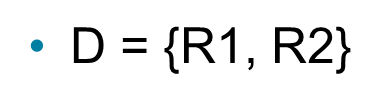 • D = {R1, R2}